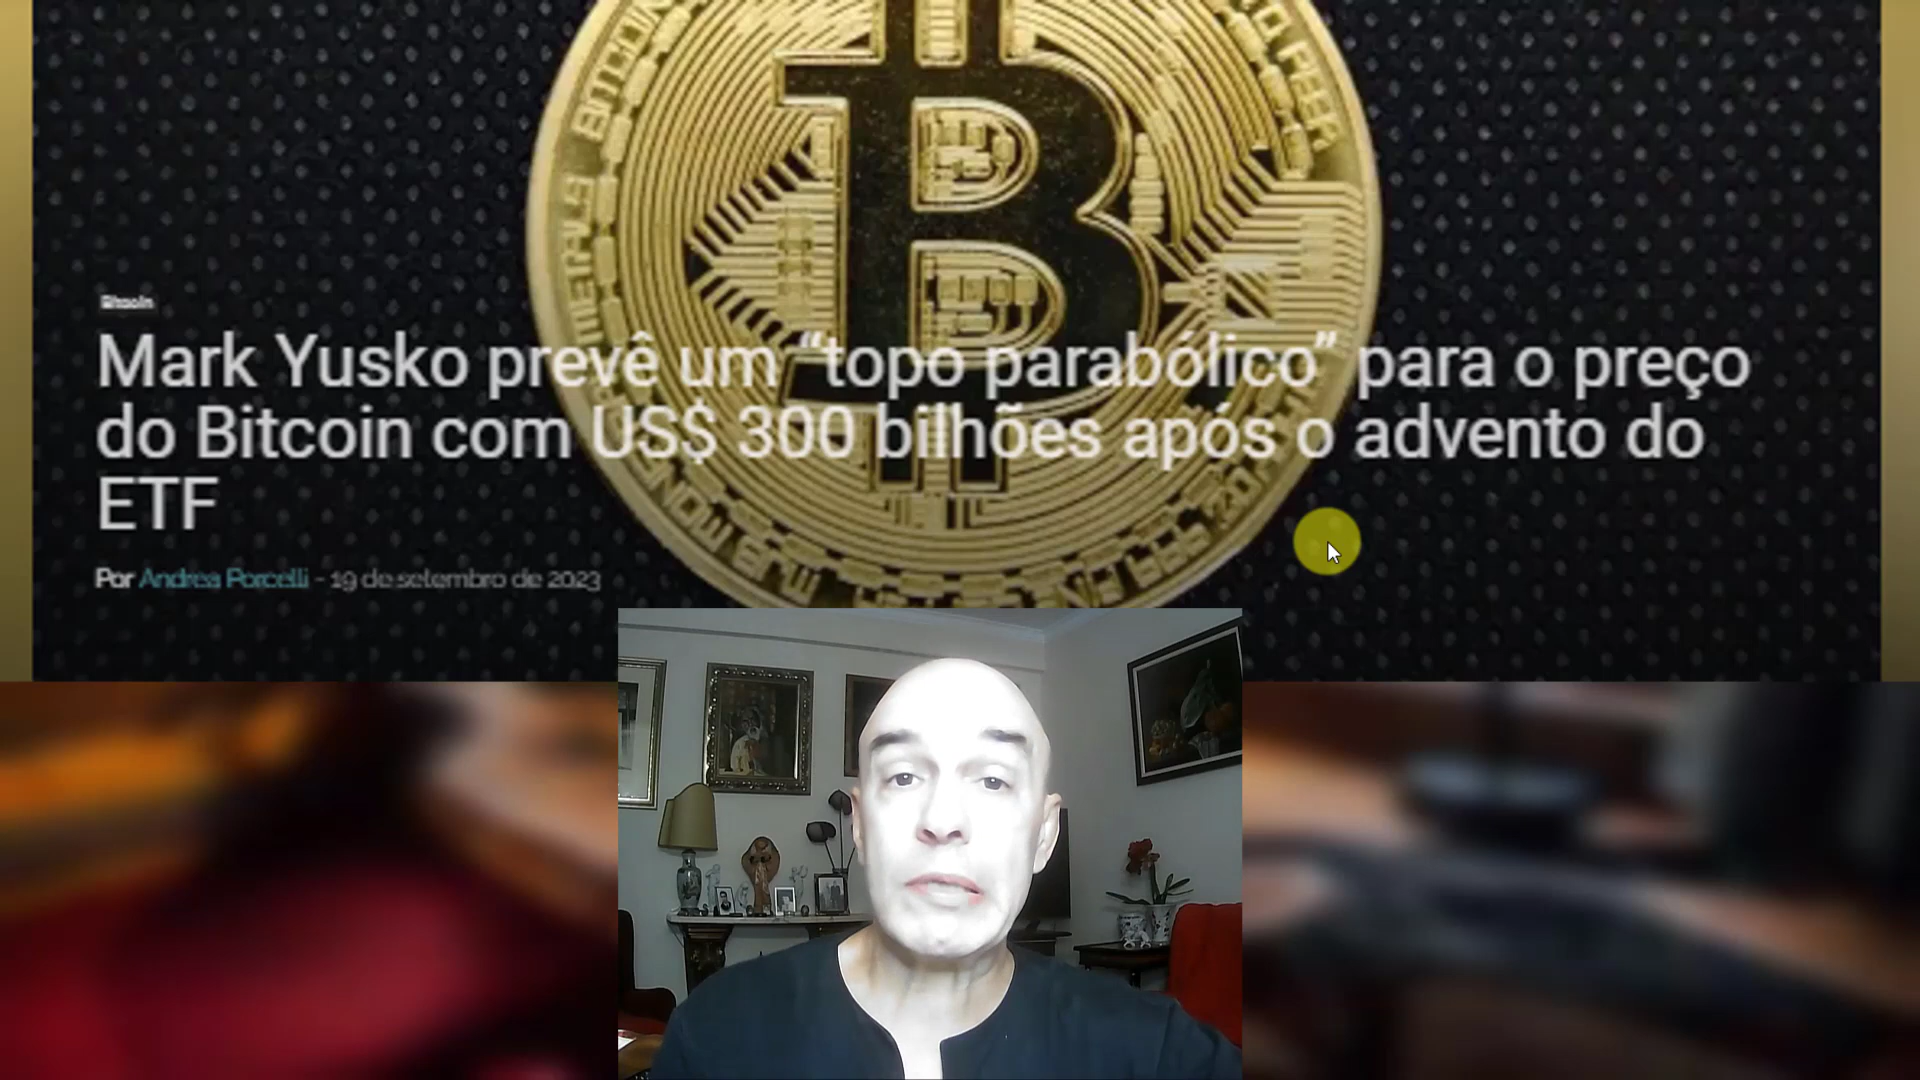 BITCOIN
Bitcoin
Mark Yusko prevê um “topo parabólico” para o preço
do Bitcoin com US$ 300 bilhões após o advento do
ETF
Por Andrea Porcelli - 19 de setembro de 2023